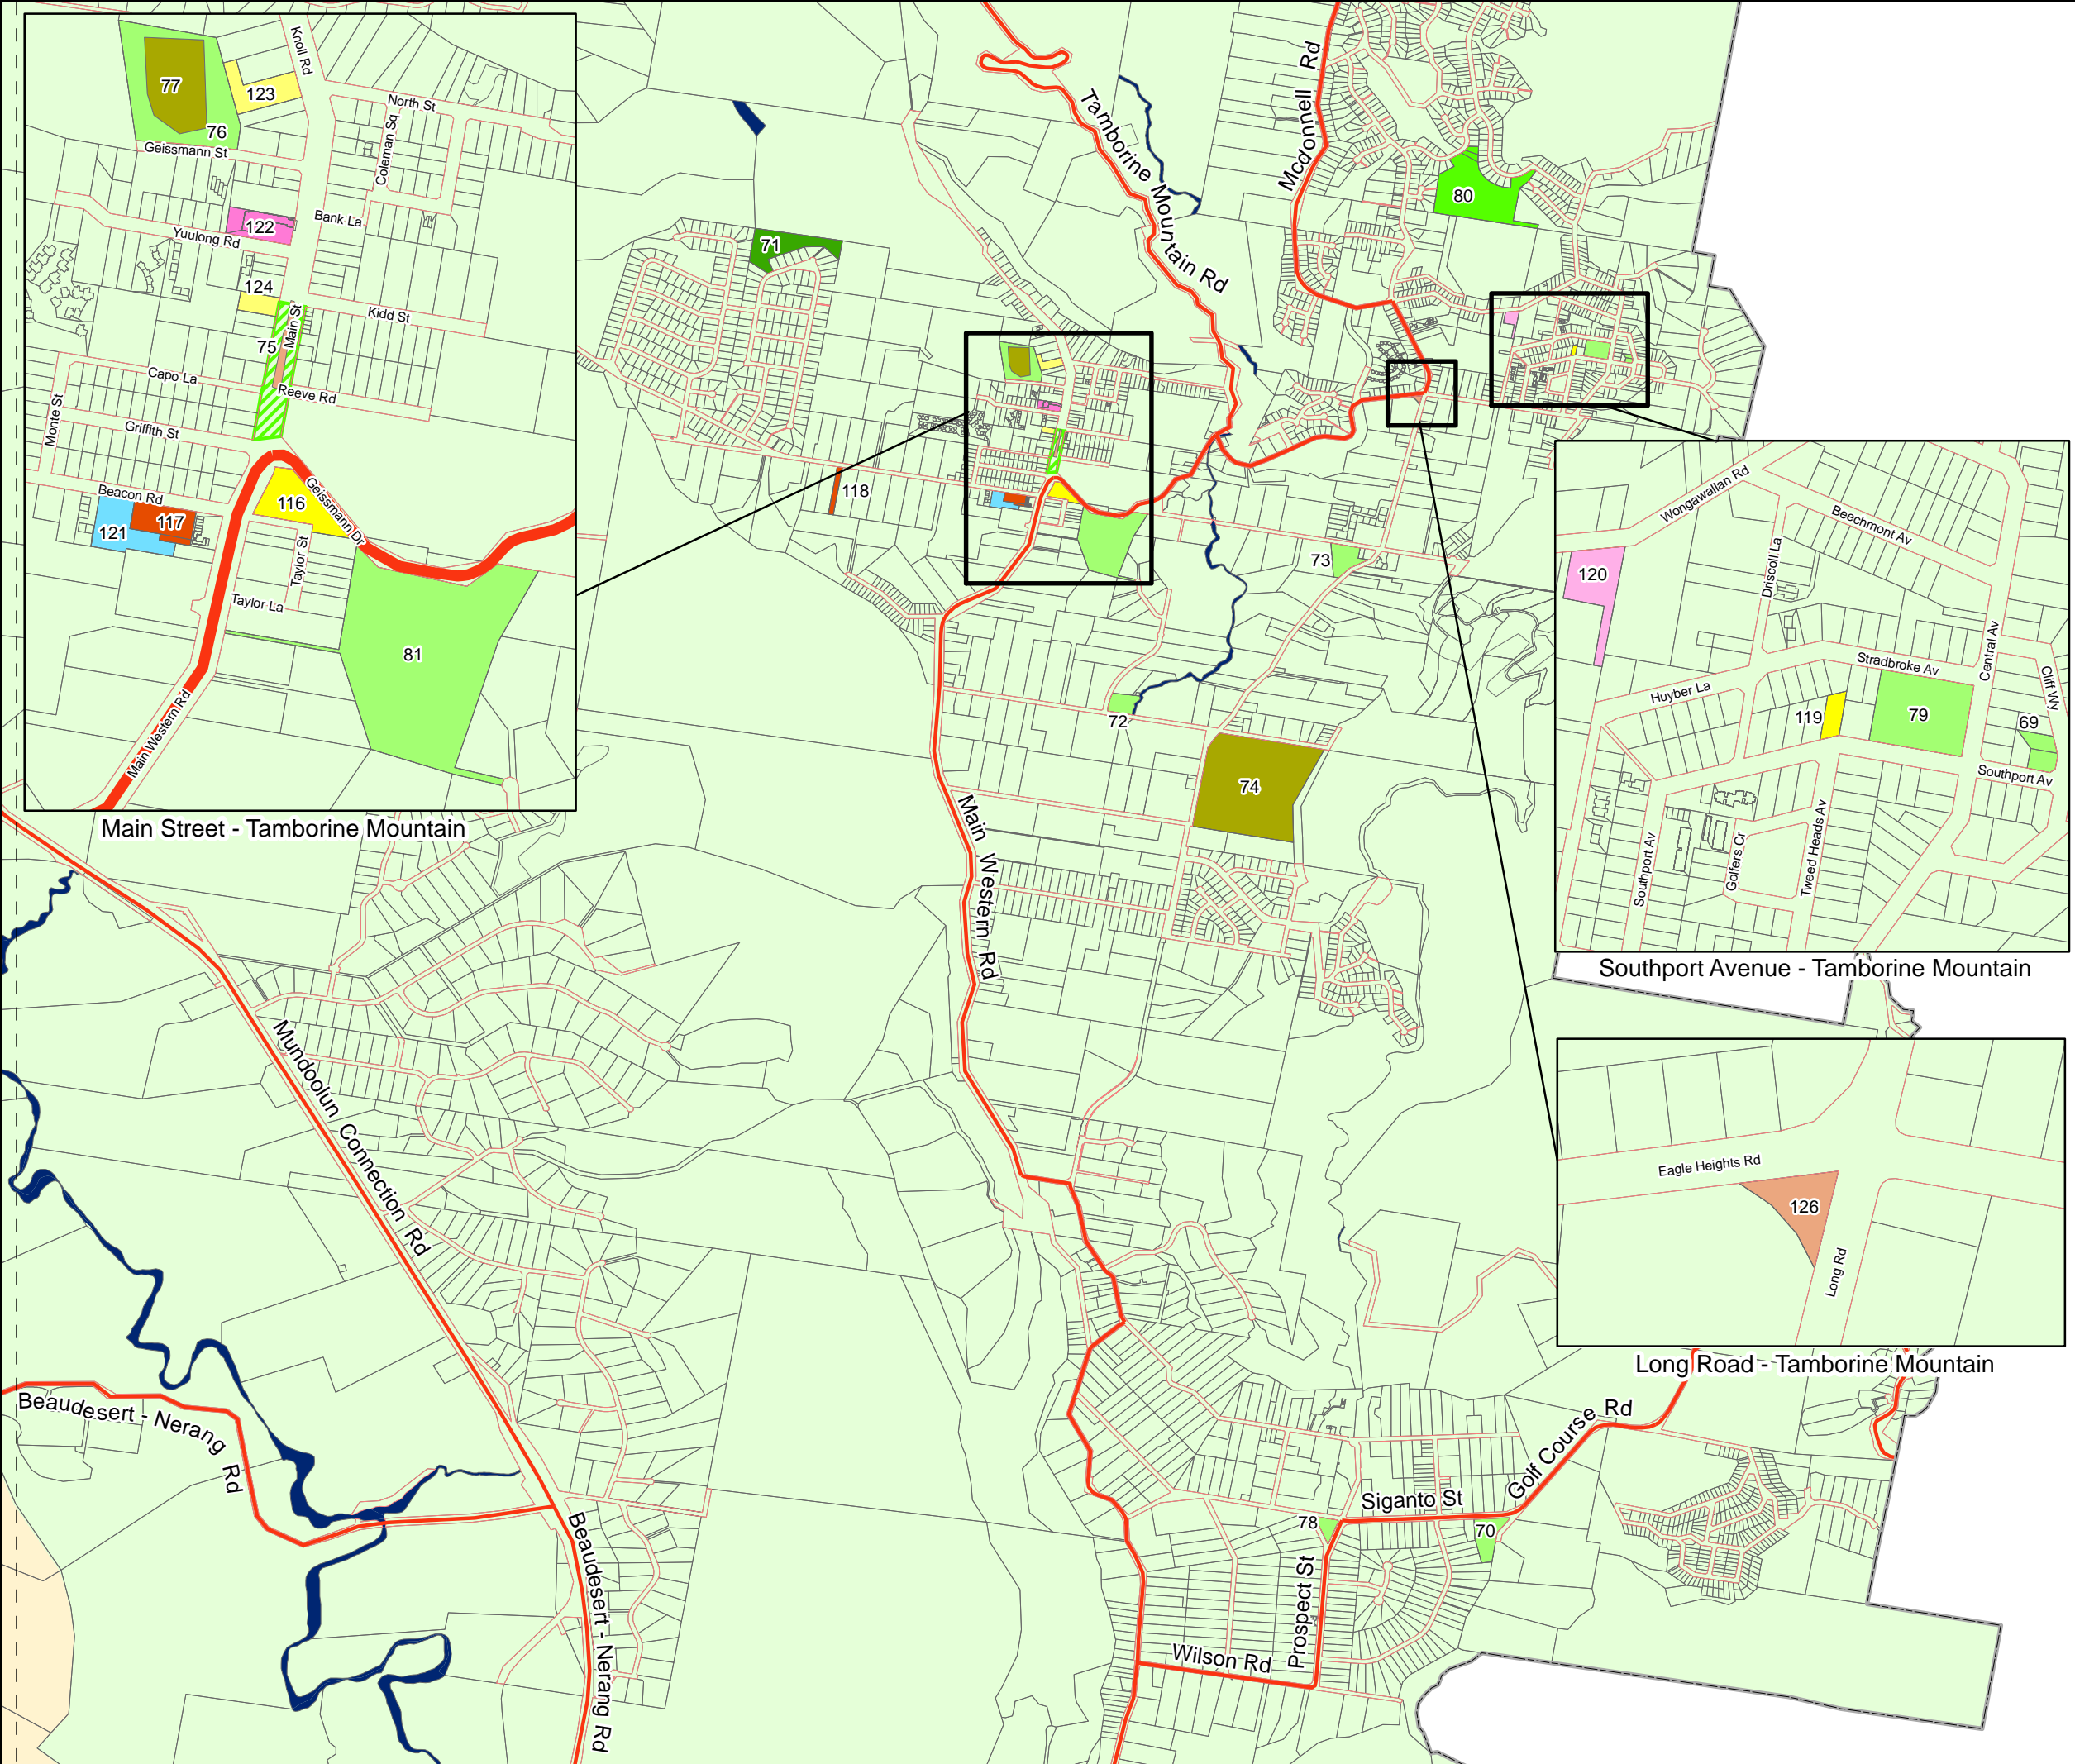 Knoll Rd
77
123
North St
76
Coleman Sq
Geissmann St
Bank La
122
Yuulong Rd
124
Main St
Kidd St
75
Capo La
Reeve Rd
Monte St
Griffith St
Beacon Rd
116
Geissmann Dr
117
121
Taylor St
Taylor La
81
Main Western Rd
Main Street - Tamborine Mountain
Tamborine Mountain Rd
Mcdonnell Rd
80
71
118
73
72
74
Main Western Rd
Wongawallan Rd
Beechmont Av
Driscoll La
120
Central Av
Stradbroke Av
Cliff Wy
Huyber La
119
79
69
Southport Av
Southport Av
Golfers Cr
Tweed Heads Av
Southport Avenue - Tamborine Mountain
Eagle Heights Rd
126
Long Rd
Long Road - Tamborine Mountain
Mundoolun Connection Rd
Beaudesert - Nerang Rd
Beaudesert - Nerang Rd
Golf Course Rd
Siganto St
78
70
Prospect St
Wilson Rd